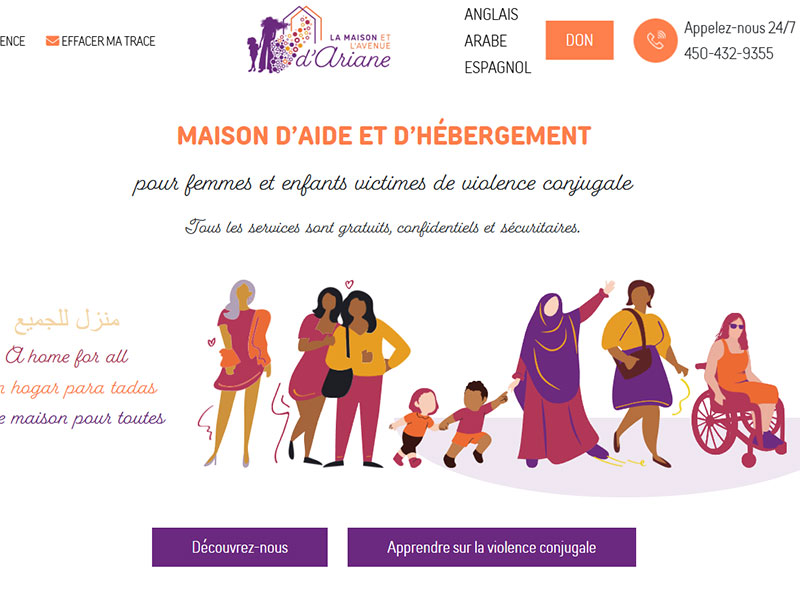 ENCE
EFFACER MA TRACE
LA MAISON ET
L'AVENUE
d'Ariane
ANGLAIS
ARABE
ESPAGNOL
DON
Appelez-nous 24/7
450-432-9355
MAISON D'AIDE ET D'HÉBERGEMENT
pour femmes et enfants victimes de violence conjugale
Tous les services sont gratuits, confidentiels et sécuritaires.
منزل للجميع
A home for all
n hogar para tadas
e maison pour toutes
Découvrez-nous
Apprendre sur la violence conjugale